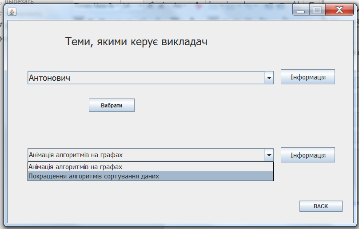 Теми, якими керує викладач
Антонович
Інформація
Вибрати
Анімація алгоритмів на графах
Інформація
Анімація алгоритмів на графах
Покращення алгоритмів сортування даних
BACK